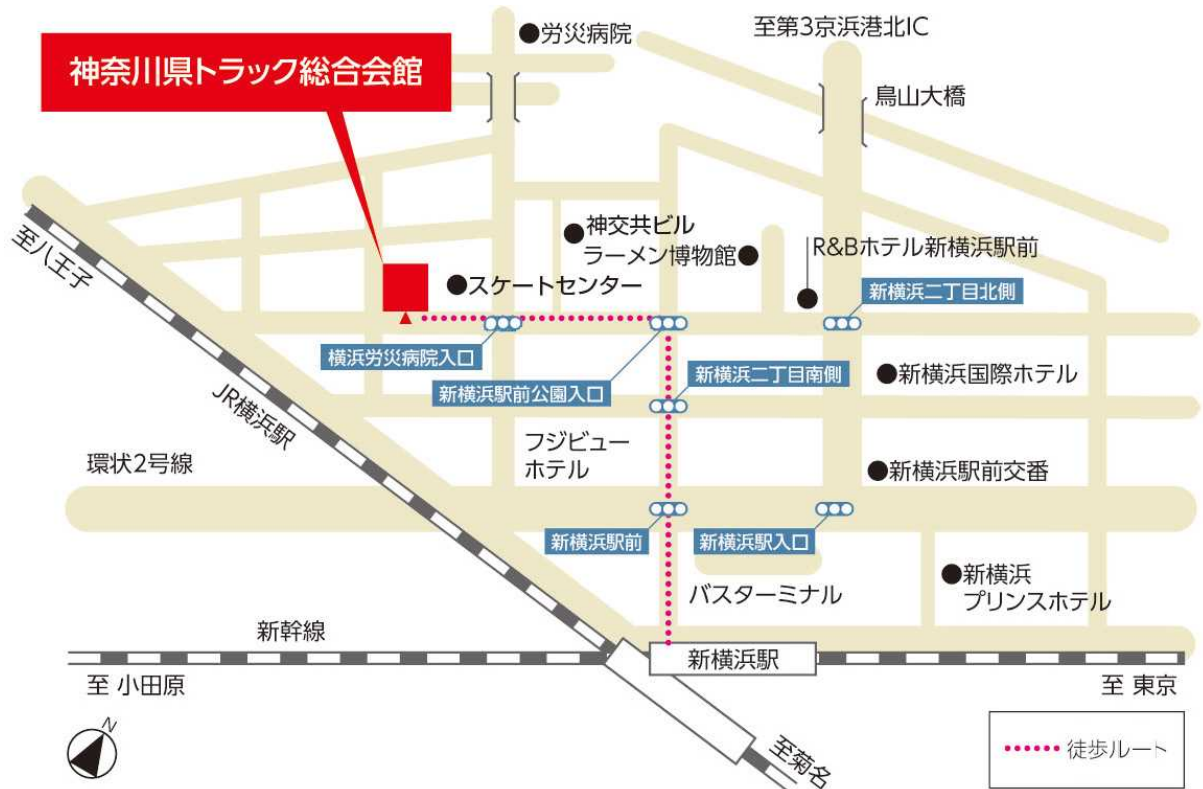 労災病院
至第3京浜港北IC
神奈川県トラック総合会館
鳥山大橋
神交共ビル
ラーメン博物館
R&Bホテル新横浜駅前
至八王子
スケートセンター
新横浜二丁目北側
横浜労災病院入口
新横浜駅前公園入口
新横浜二丁目南側
新横浜国際ホテル
JR横浜駅
フジビュー
ホテル
環状2号線
新横浜駅前交番
新横浜駅前
新横浜駅入口
バスターミナル
新横浜
プリンスホテル
新幹線
新横浜駅
至 小田原
至 東京
N
至菊名
徒歩ルート